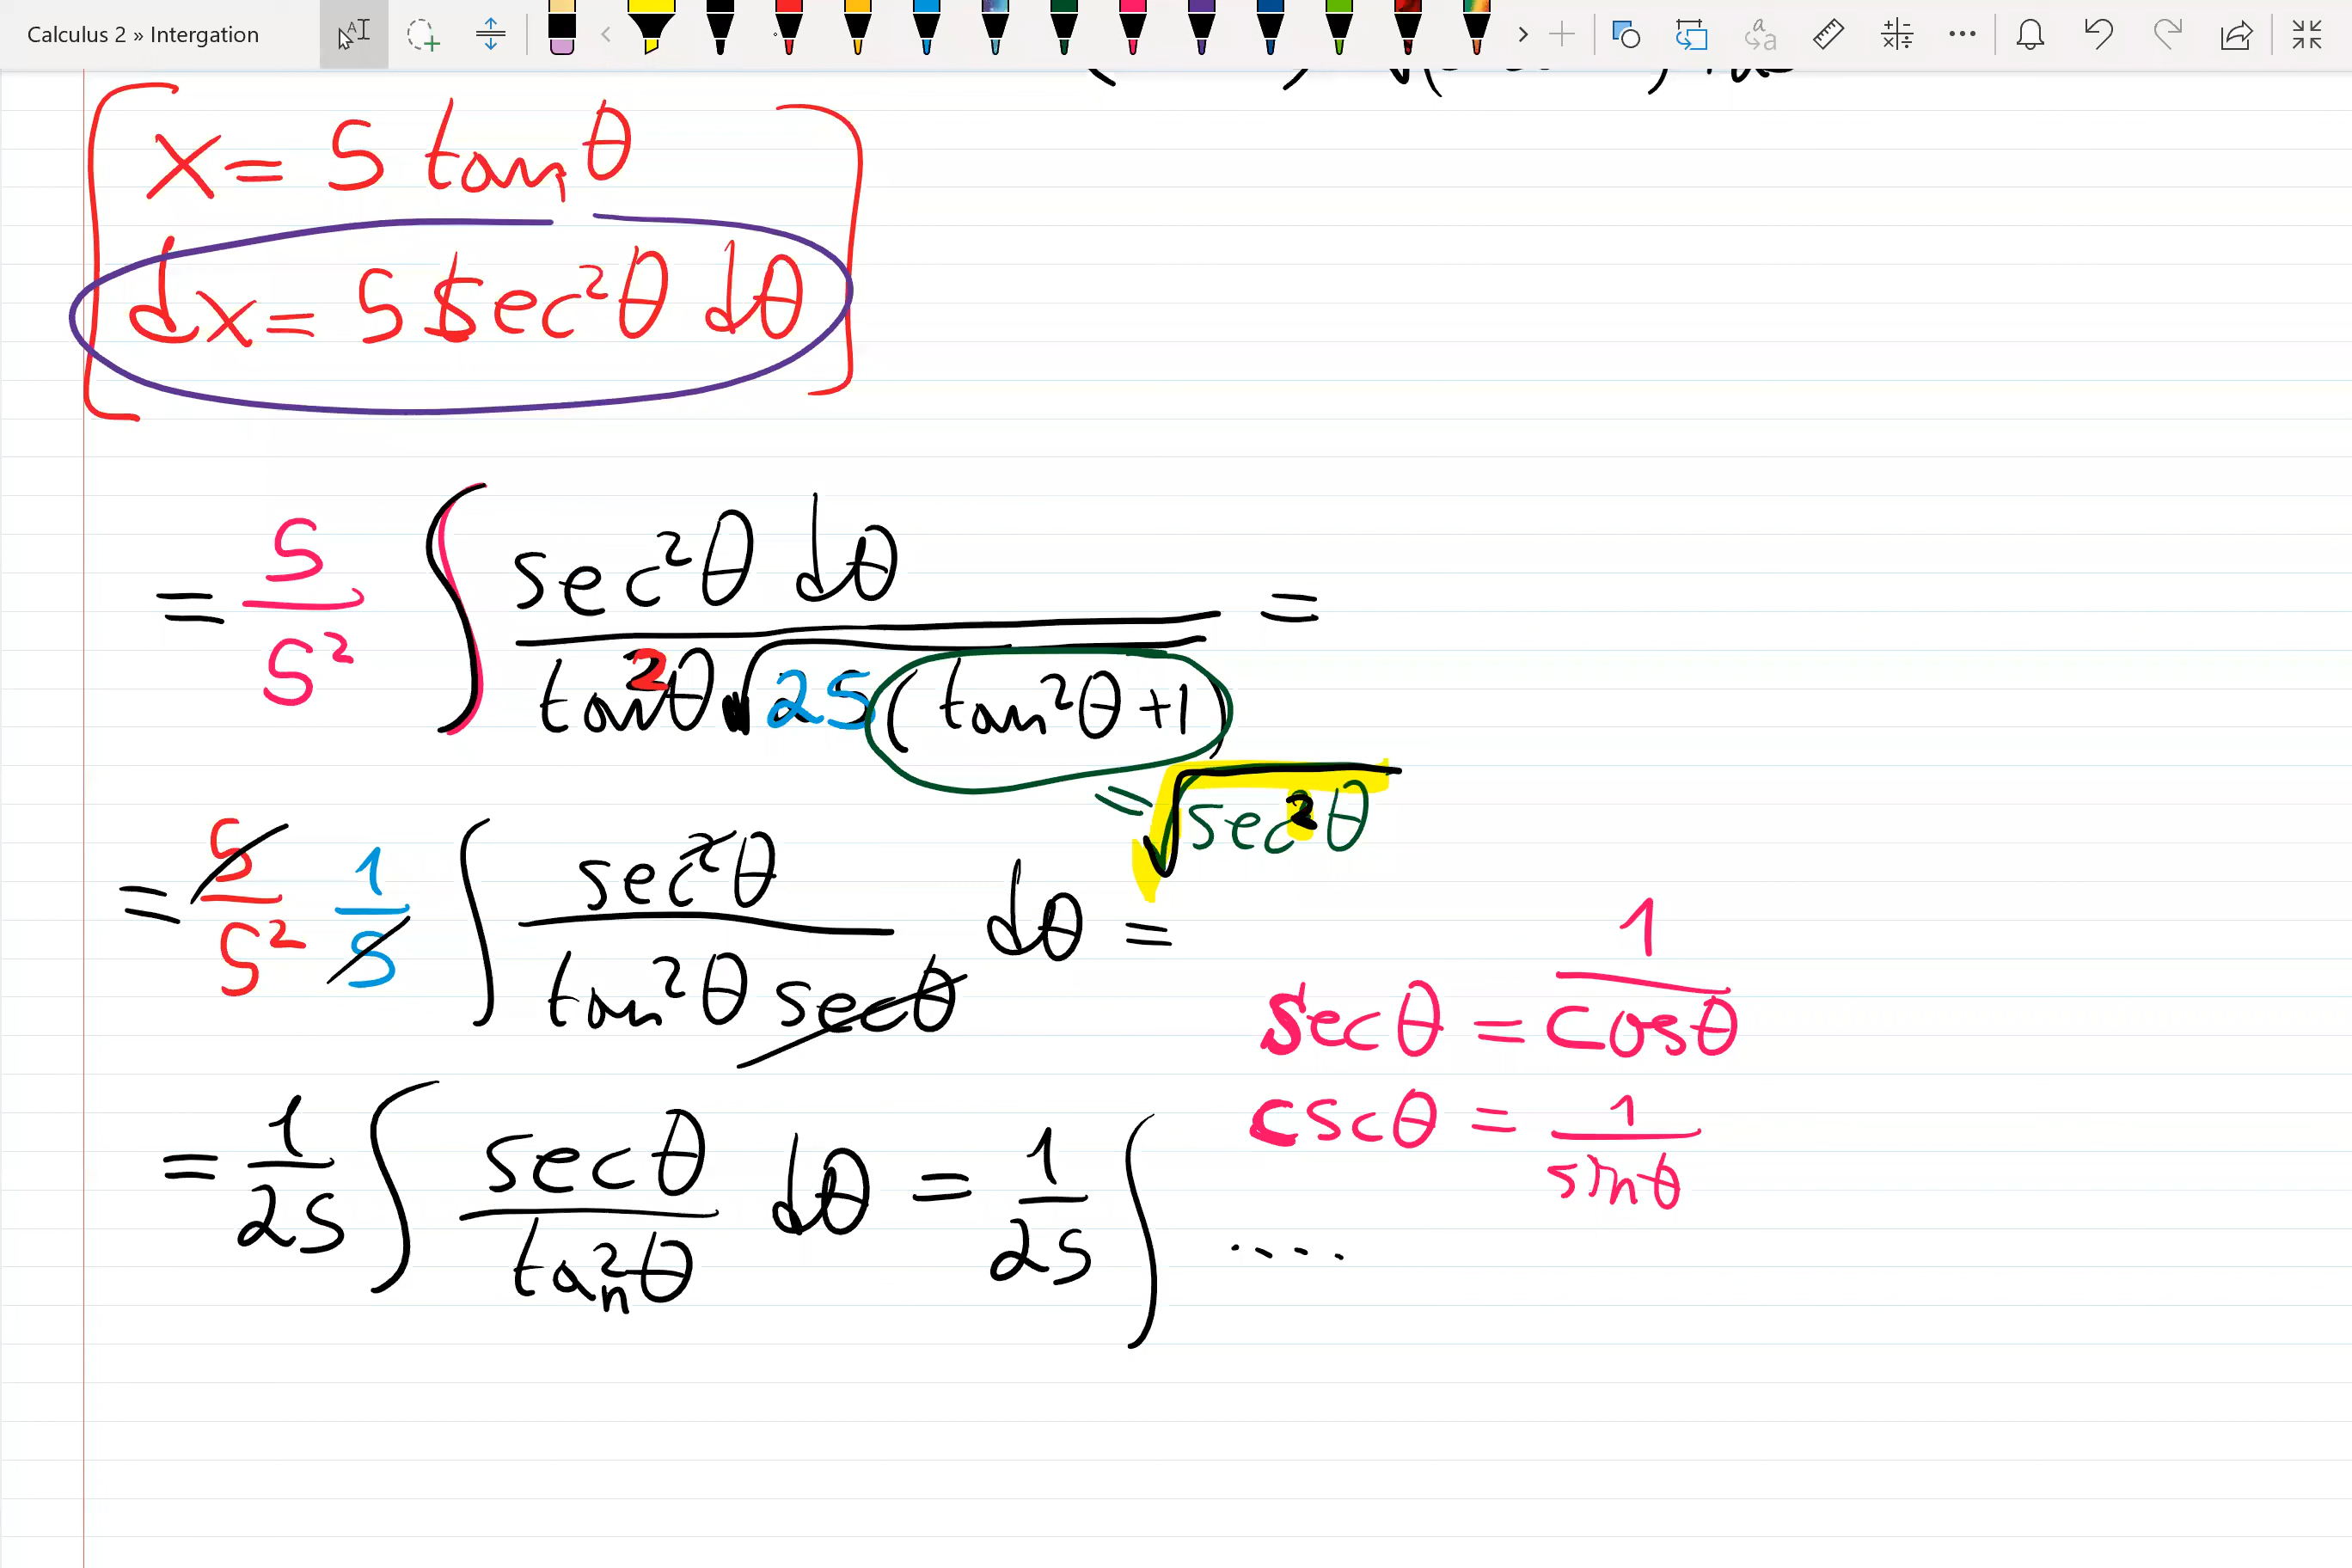 Calculus 2 » Intergation
x = 5 tan θ
dx = 5 sec²θ dθ
= 5/5² ∫ sec²θ dθ / tan²θ √25(tan²θ +1) =
= √sec²θ
= 5/5² 1/5 ∫ sec²θ / tan²θ secθ dθ =
secθ = 1/cosθ
cscθ = 1/sinθ
= 1/25 ∫ secθ / tan²θ dθ = 1/25 ∫ ....